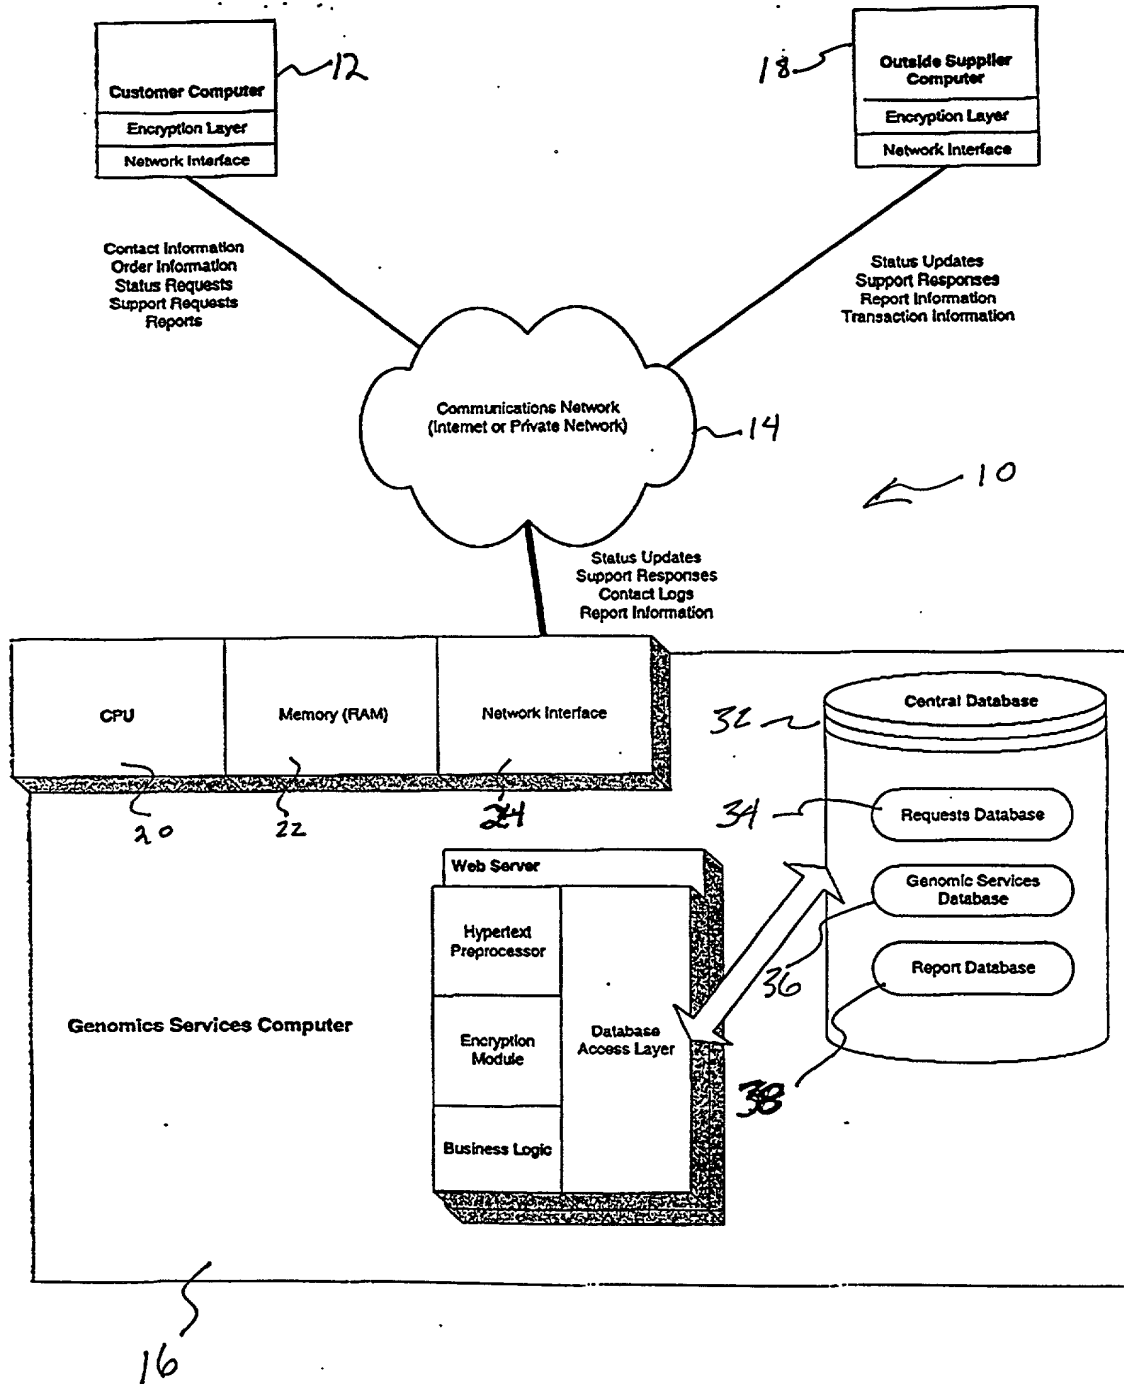 Customer Computer
Encryption Layer
Network Interface
12
18
Outside Supplier
Computer
Encryption Layer
Network Interface
Contact Information
Order Information
Status Requests
Support Requests
Reports
Status Updates
Support Responses
Report Information
Transaction Information
Communications Network
(Internet or Private Network)
14
10
Status Updates
Support Responses
Contact Logs
Report Information
CPU
Memory (RAM)
Network Interface
20
22
24
32
Central Database
34
Requests Database
Genomic Services
Database
36
Report Database
38
Web Server
Hypertext
Preprocessor
Encryption
Module
Business Logic
Database
Access Layer
Genomics Services Computer
16